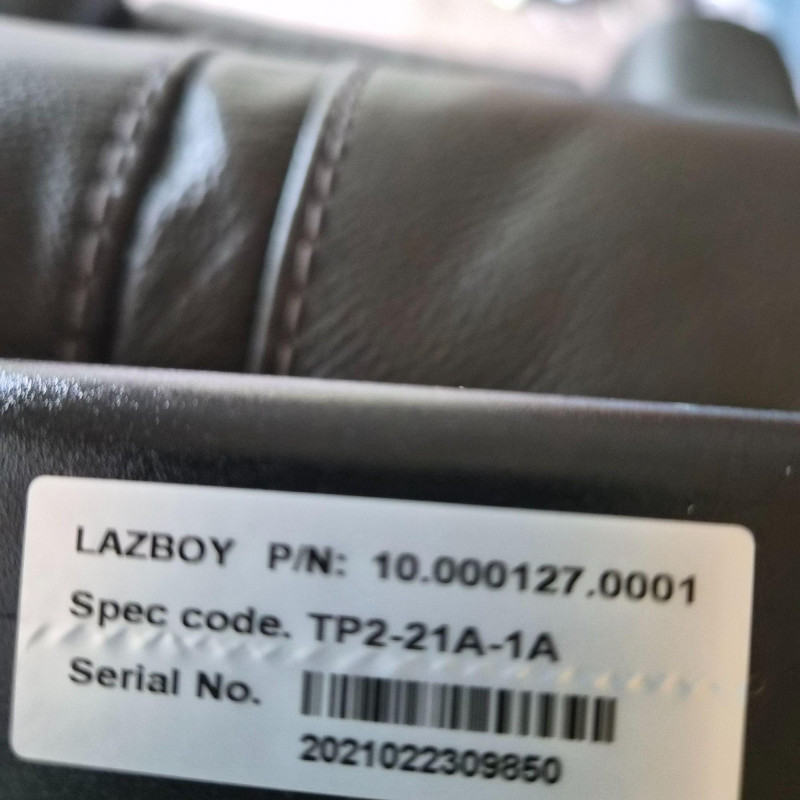 LAZBOY P/N: 10.000127.0001
Spec code. TP2-21A-1A
Serial No.
2021022309850